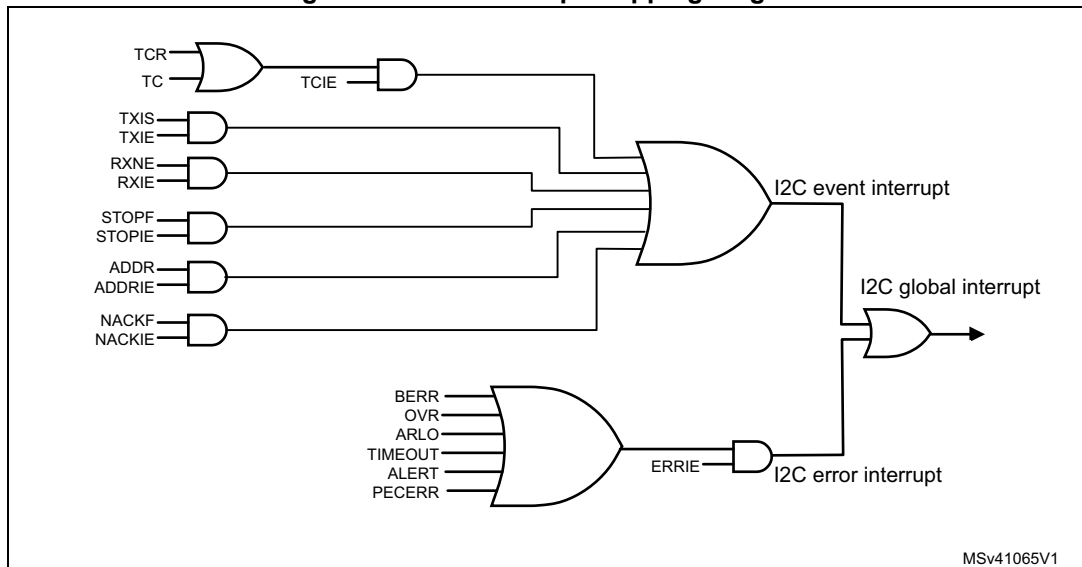 TCR
TC
TCIE
TXIS
TXIE
RXNE
RXIE
STOPF
STOPIE
ADDR
ADDRIE
NACKF
NACKIE
I2C event interrupt
I2C global interrupt
BERR
OVR
ARLO
TIMEOUT
ALERT
PECERR
ERRIE
I2C error interrupt
MSv41065V1